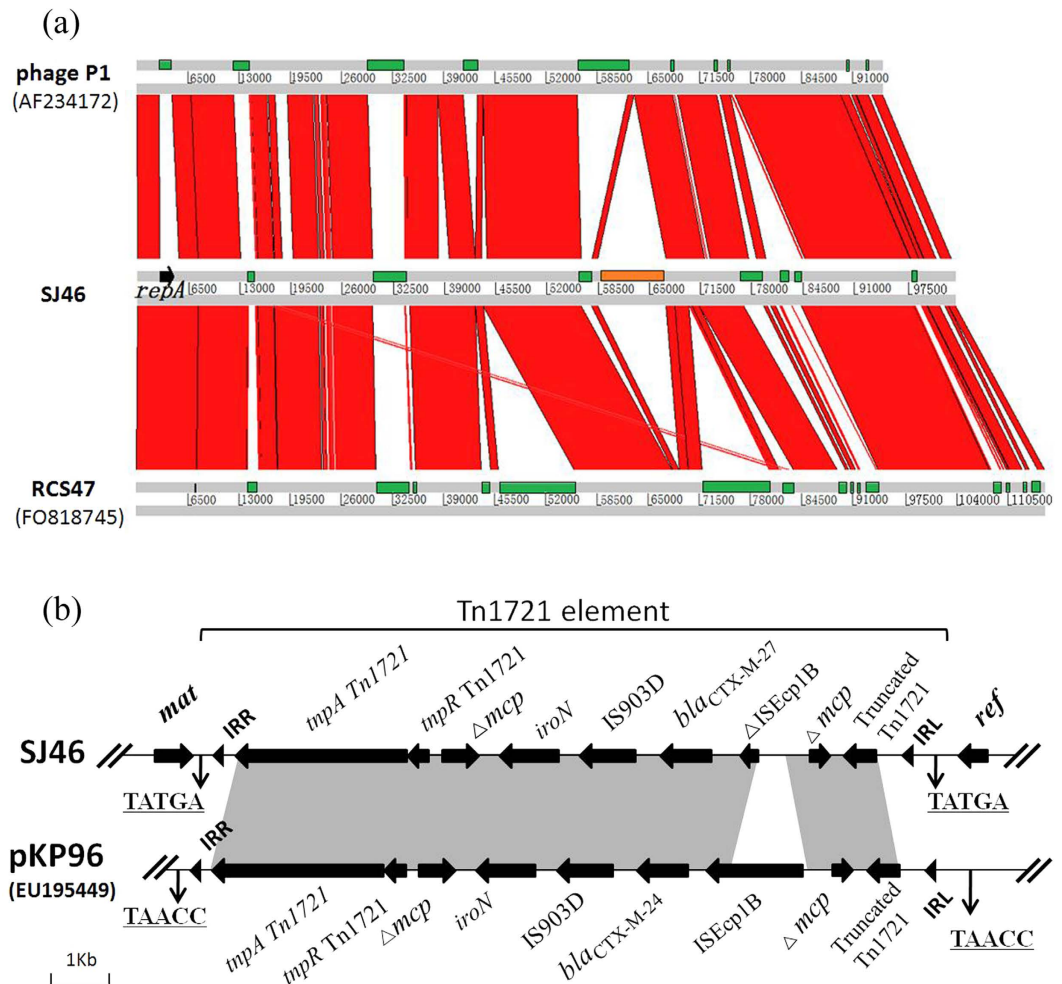 (a)
phage P1
(AF234172)
6500 13000 19500 26000 32500 39000 45500 52000 58500 65000 71500 78000 84500 91000
SJ46
repA 6500 13000 19500 26000 32500 39000 45500 52000 58500 65000 71500 78000 84500 91000 97500
RCS47
(FO818745)
6500 13000 19500 26000 32500 39000 45500 52000 58500 65000 71500 78000 84500 91000 97500 104000 110500
(b)
Tn1721 element
mat IRR tnpA Tn1721 tnpR Tn1721 △mcp iroN IS903D blaCTX-M-27 △ISEcp1B △ mcp Truncated Tn1721 IRL ref
SJ46
TATGA TATGA
pKP96
(EU195449)
IRR
TAACC tnpA Tn1721 tnpR Tn1721 △mcp iroN IS903D blaCTX-M-24 ISEcp1B △ mcp Truncated Tn1721 IRL TAACC
1Kb